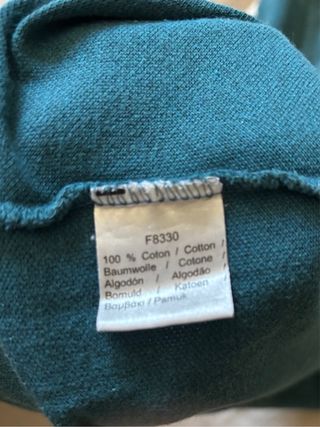 F8330
100 % Coton / Cotton /
Baumwolle / Cotone /
Algodón / Algodão /
Bomuld / Katoen /
Βαμβάκι / Pamuk /